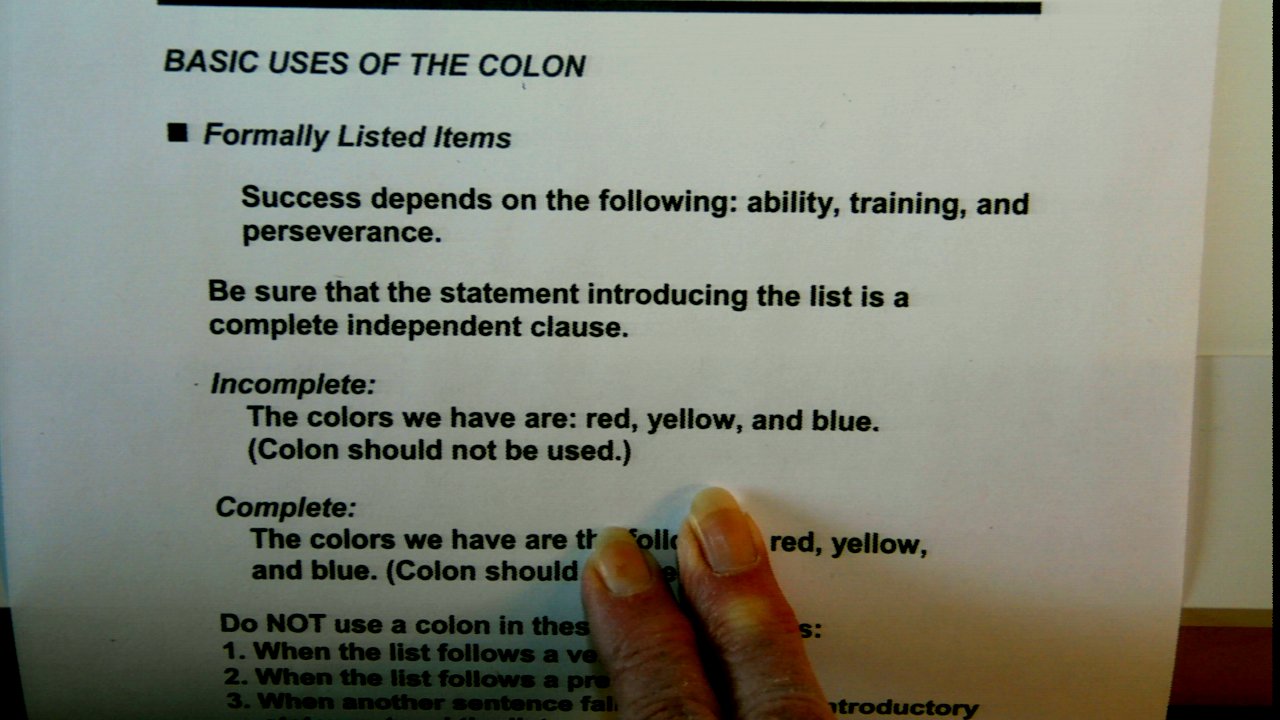 BASIC USES OF THE COLON
■ Formally Listed Items
Success depends on the following: ability, training, and
perseverance.
Be sure that the statement introducing the list is a
complete independent clause.
Incomplete:
The colors we have are: red, yellow, and blue.
(Colon should not be used.)
Complete:
The colors we have are red, yellow,
and blue. (Colon should
Do NOT use a colon in
1. When the list follows a
2. When the list follows a
3. When another sentence introductory